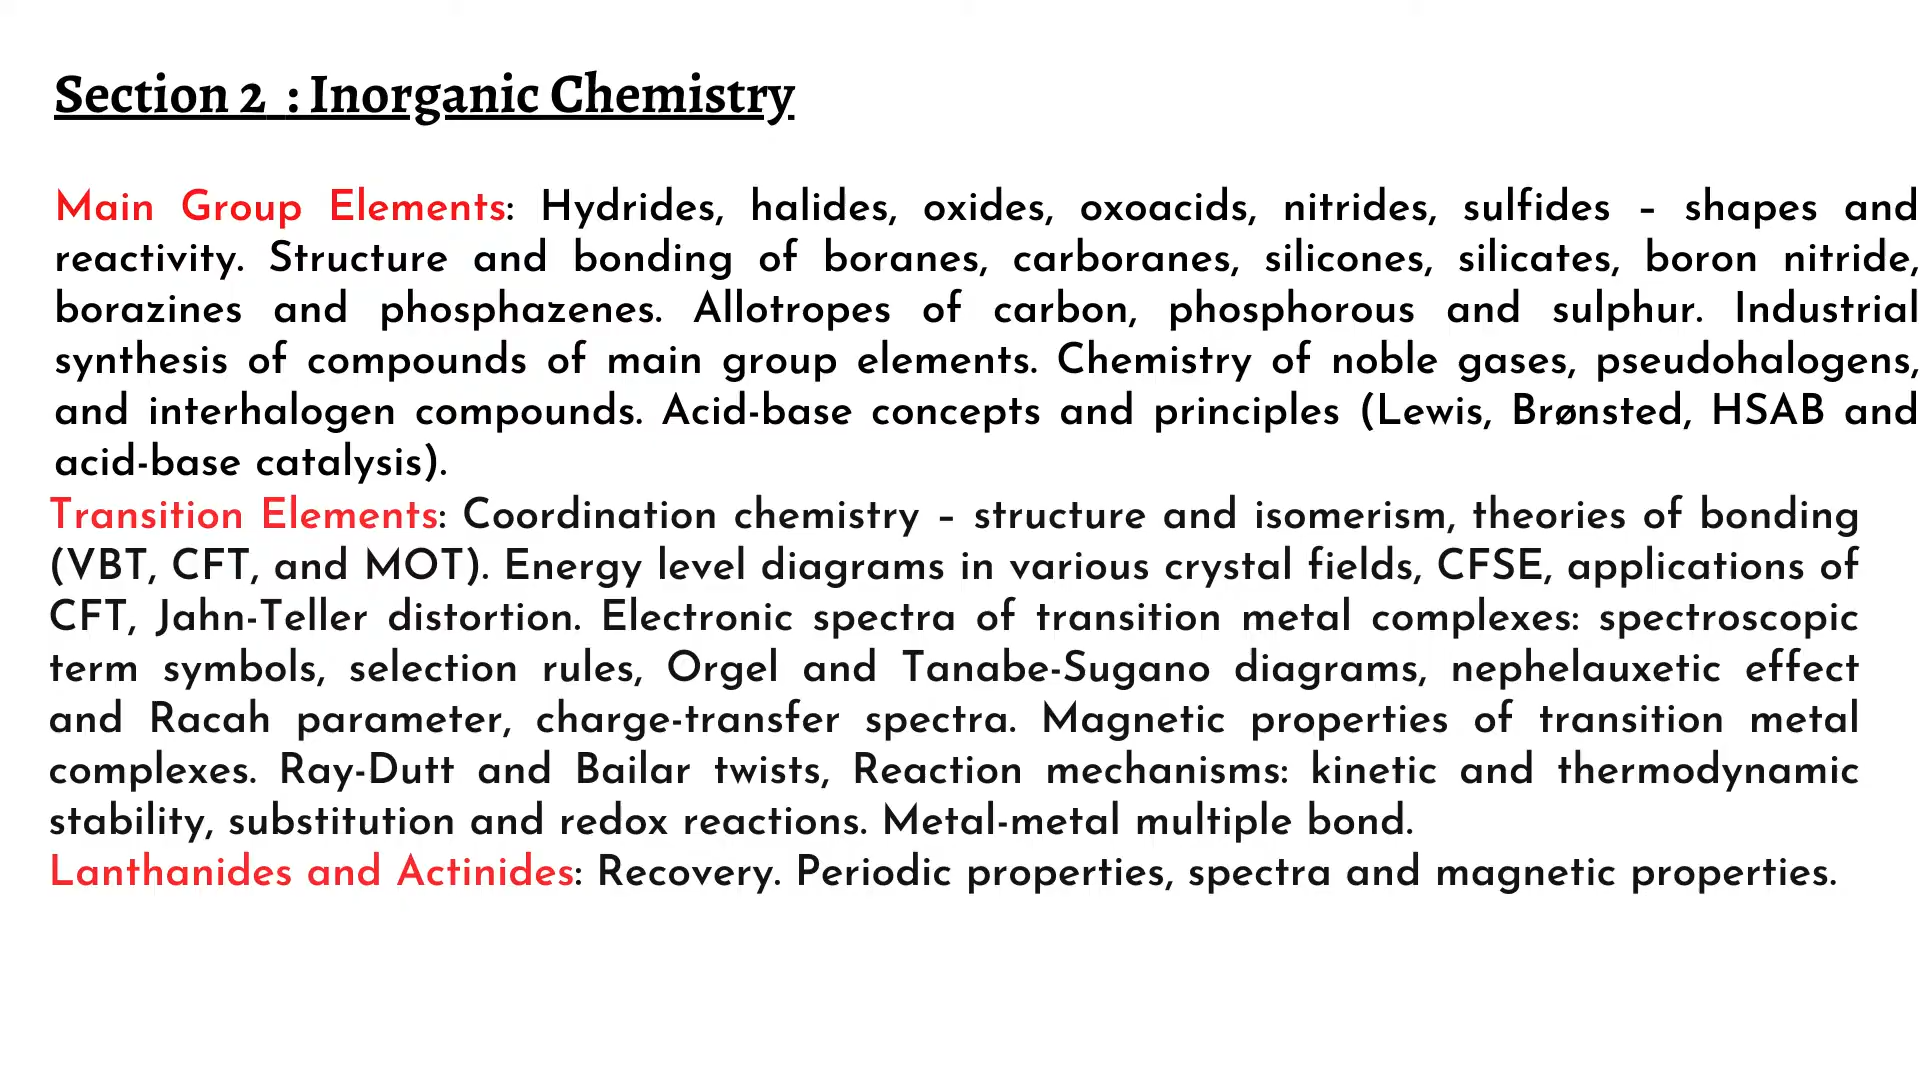 Section 2 : Inorganic Chemistry
Main Group Elements: Hydrides, halides, oxides, oxoacids, nitrides, sulfides – shapes and
reactivity. Structure and bonding of boranes, carboranes, silicones, silicates, boron nitride,
borazines and phosphazenes. Allotropes of carbon, phosphorous and sulphur. Industrial
synthesis of compounds of main group elements. Chemistry of noble gases, pseudohalogens,
and interhalogen compounds. Acid-base concepts and principles (Lewis, Brønsted, HSAB and
acid-base catalysis).
Transition Elements: Coordination chemistry – structure and isomerism, theories of bonding
(VBT, CFT, and MOT). Energy level diagrams in various crystal fields, CFSE, applications of
CFT, Jahn-Teller distortion. Electronic spectra of transition metal complexes: spectroscopic
term symbols, selection rules, Orgel and Tanabe-Sugano diagrams, nephelauxetic effect
and Racah parameter, charge-transfer spectra. Magnetic properties of transition metal
complexes. Ray-Dutt and Bailar twists, Reaction mechanisms: kinetic and thermodynamic
stability, substitution and redox reactions. Metal-metal multiple bond.
Lanthanides and Actinides: Recovery. Periodic properties, spectra and magnetic properties.